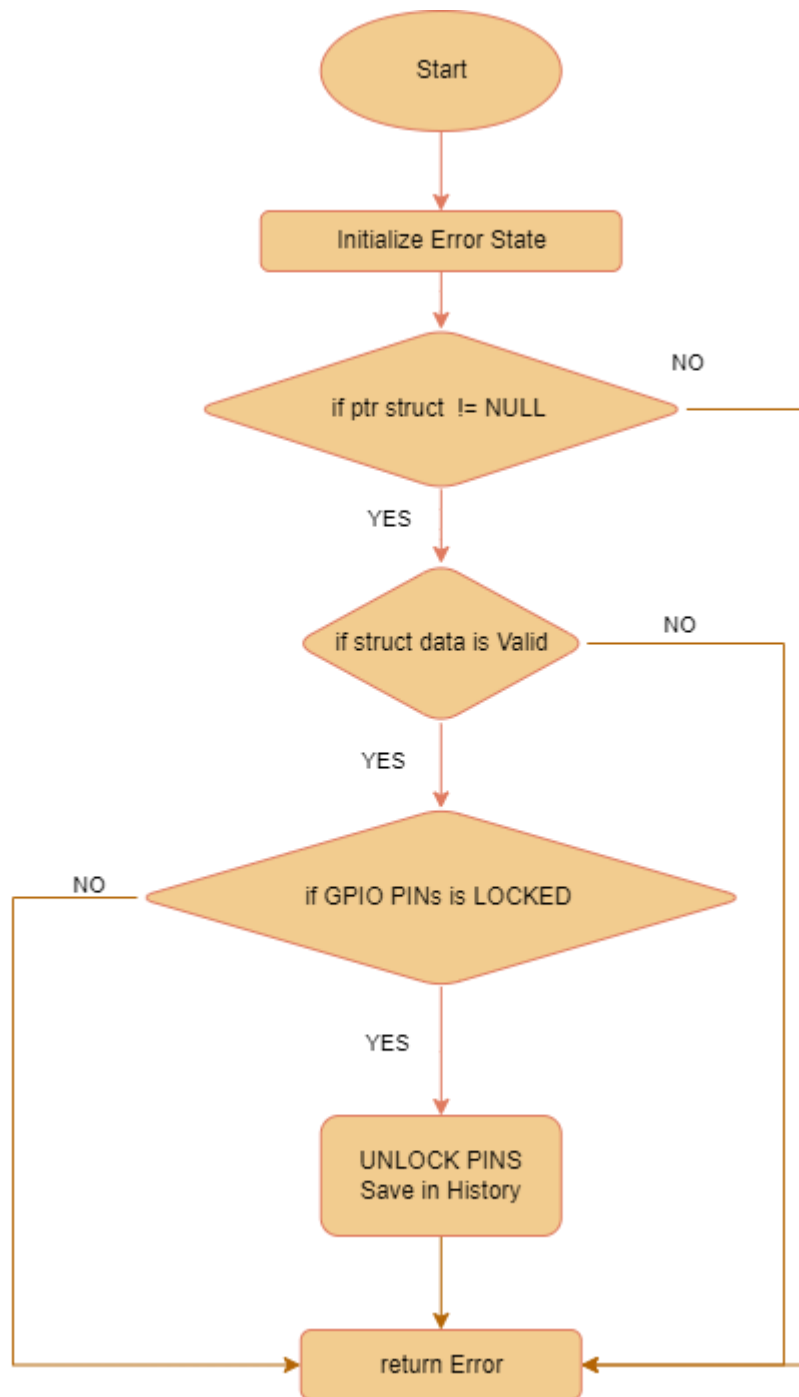 Start
Initialize Error State
if ptr struct != NULL
NO
YES
if struct data is Valid
NO
YES
if GPIO PINs is LOCKED
NO
YES
UNLOCK PINS
Save in History
return Error